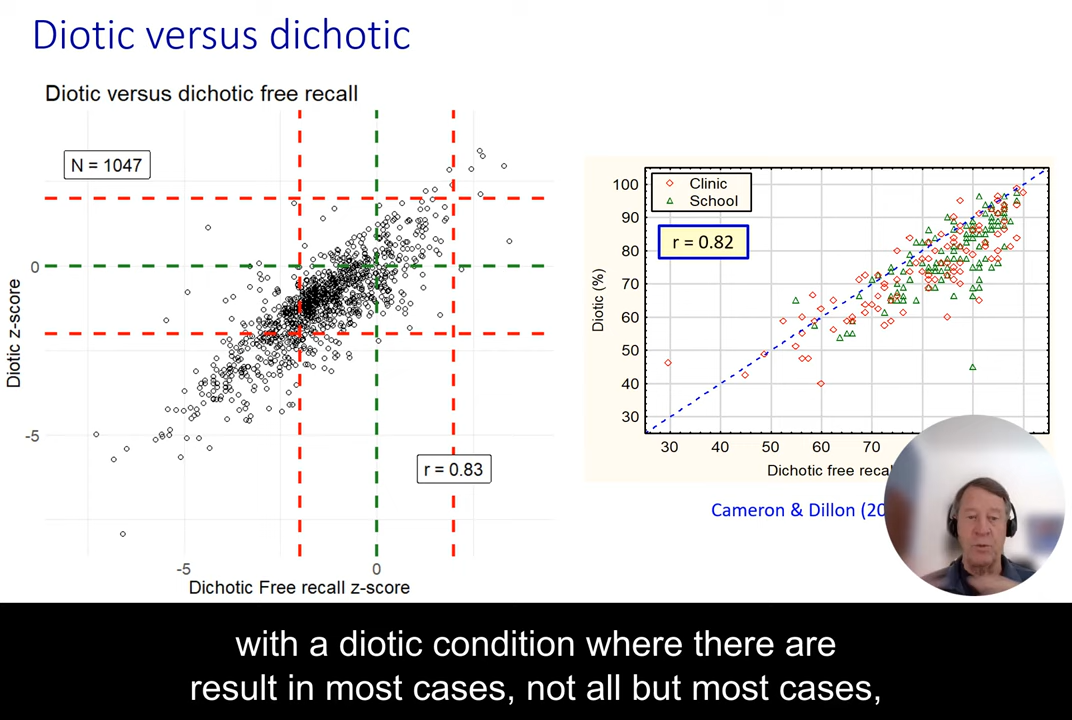 Diotic versus dichotic
Diotic versus dichotic free recall
N = 1047
0
-5
Diotic z-score
r = 0.83
-5
0
Dichotic Free recall z-score
Clinic
School
r = 0.82
100
90
80
70
60
50
40
30
Diotic (%)
30
40
50
60
70
Dichotic free
Cameron & Dillon
with a diotic condition where there are
result in most cases, not all but most cases,